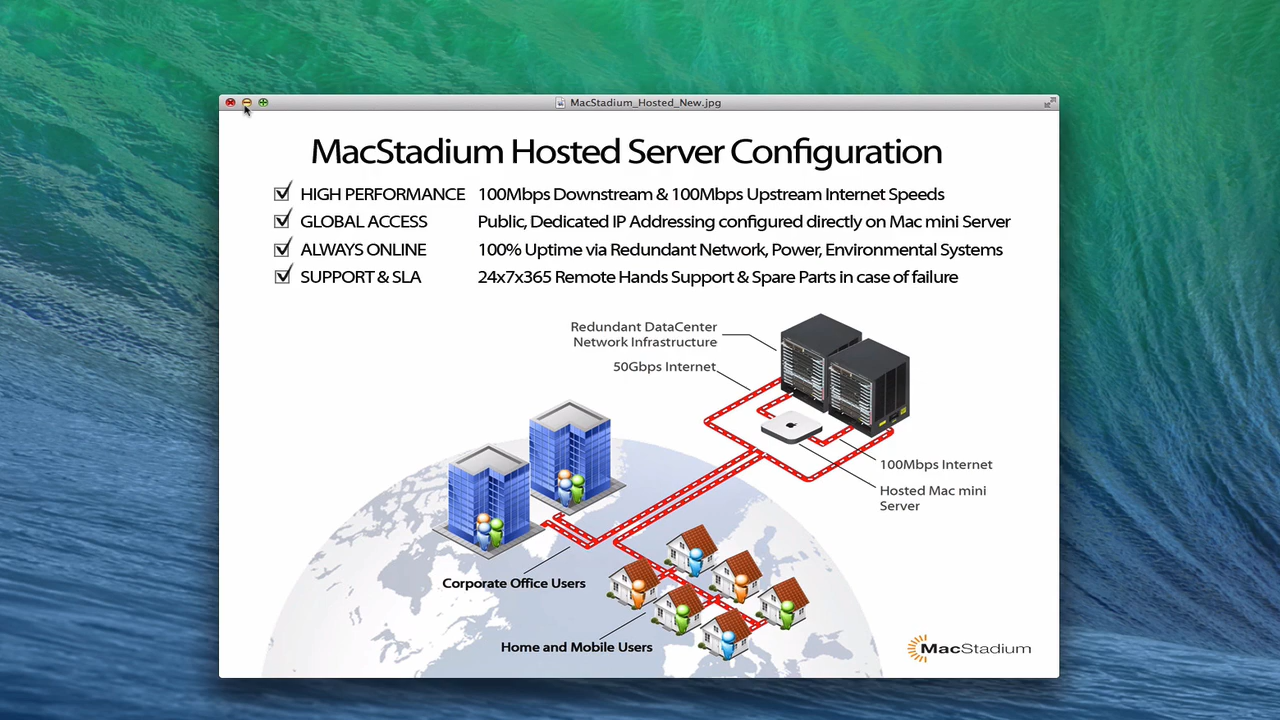 MacStadium_Hosted_New.jpg
MacStadium Hosted Server Configuration
HIGH PERFORMANCE 100Mbps Downstream & 100Mbps Upstream Internet Speeds
GLOBAL ACCESS Public, Dedicated IP Addressing configured directly on Mac mini Server
ALWAYS ONLINE 100% Uptime via Redundant Network, Power, Environmental Systems
SUPPORT & SLA 24x7x365 Remote Hands Support & Spare Parts in case of failure
Redundant DataCenter
Network Infrastructure
50Gbps Internet
100Mbps Internet
Hosted Mac mini
Server
Corporate Office Users
Home and Mobile Users
MacStadium